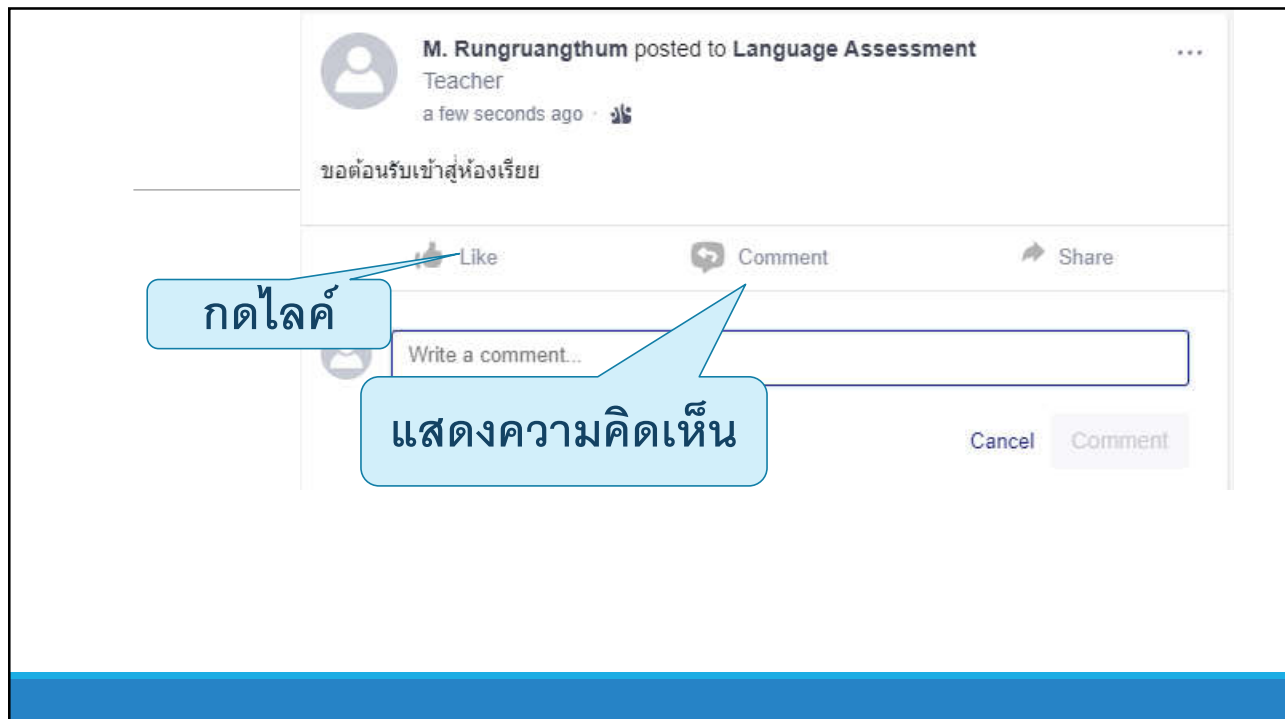 M. Rungruangthum posted to Language Assessment
Teacher
a few seconds ago ·
ขอต้อนรับเข้าสู่ห้องเรียย
Like Comment Share
กดไลค์
Write a comment...
แสดงความคิดเห็น
Cancel Comment